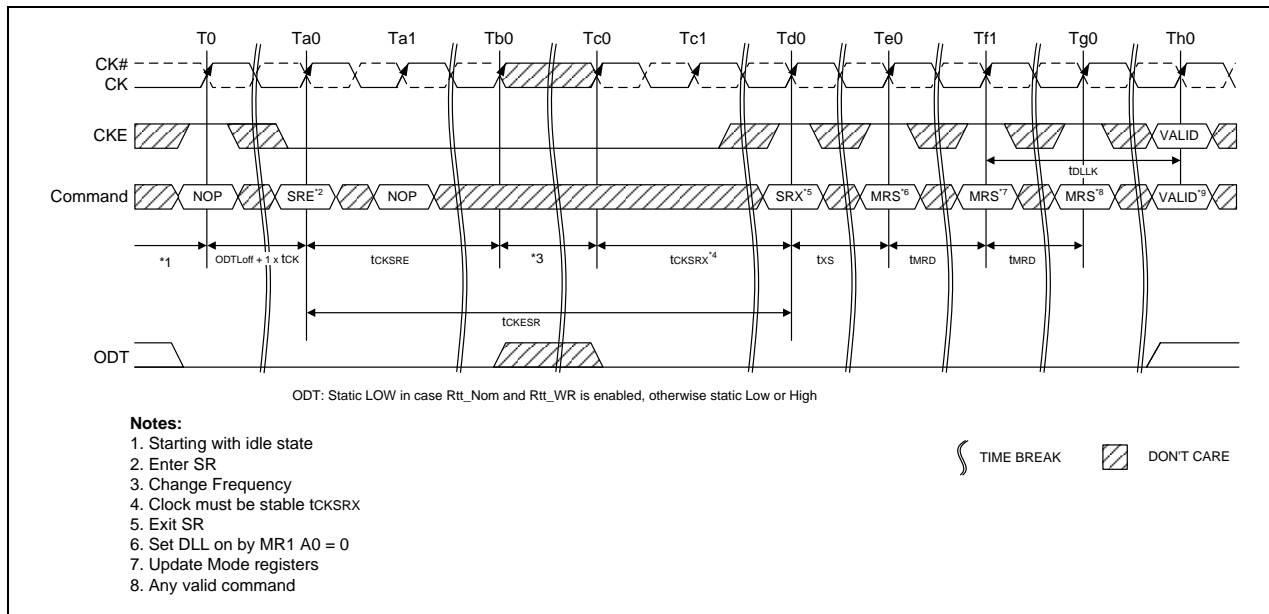 T0 Ta0 Ta1 Tb0 Tc0 Tc1 Td0 Te0 Tf1 Tg0 Th0
CK#
CK
CKE
VALID
tDLLK
Command
NOP SRE*2 NOP SRX*5 MRS*6 MRS*7 MRS*8 VALID*9
*1 ODTLoff + 1 x tCK tCKSRE *3 tCKSRX*4 tXS tMRD tMRD
tCKESR
ODT
ODT: Static LOW in case Rtt_Nom and Rtt_WR is enabled, otherwise static Low or High
Notes:
1. Starting with idle state
2. Enter SR
3. Change Frequency
4. Clock must be stable tCKSRX
5. Exit SR
6. Set DLL on by MR1 A0 = 0
7. Update Mode registers
8. Any valid command
TIME BREAK
DON'T CARE